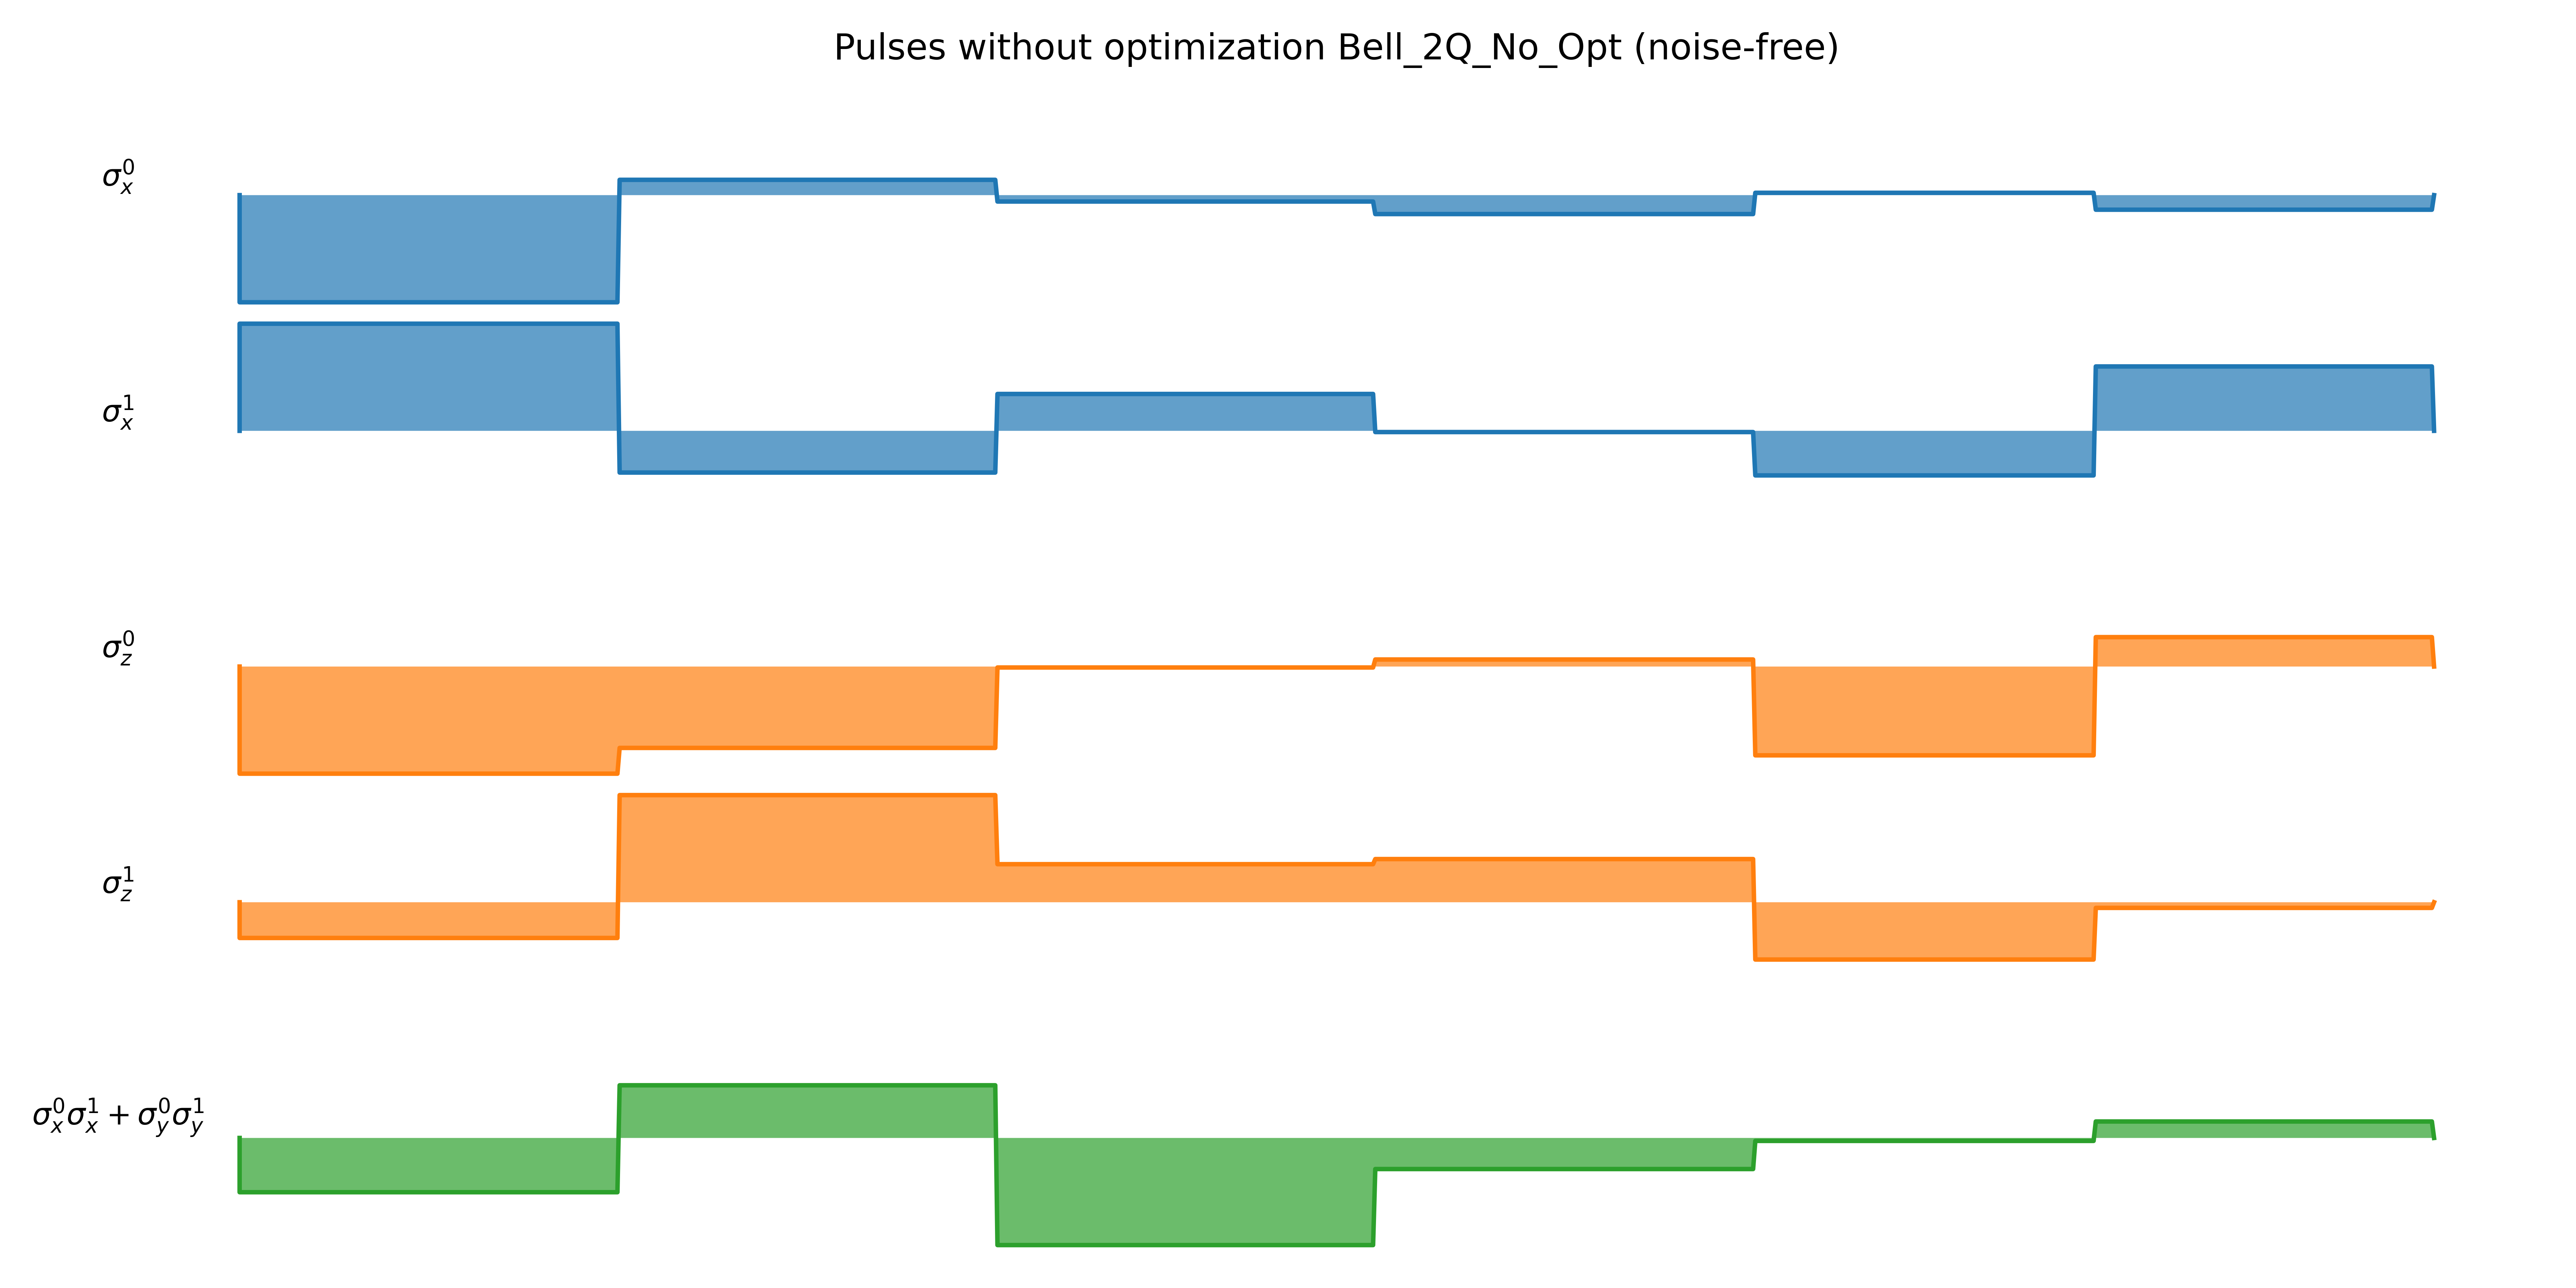 Pulses without optimization Bell_2Q_No_Opt (noise-free)
σ_x^0
σ_x^1
σ_z^0
σ_z^1
σ_x^0σ_x^1 + σ_y^0σ_y^1